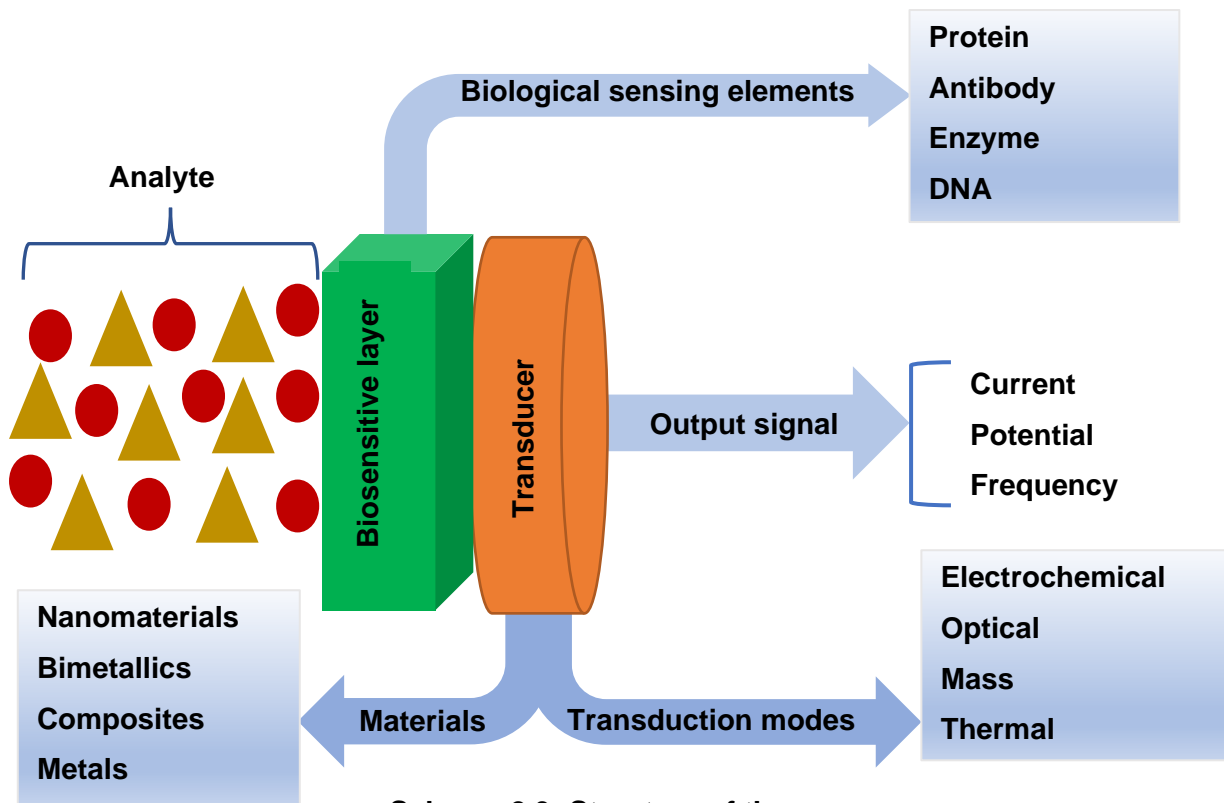 Protein
Antibody
Enzyme
DNA
Biological sensing elements
Analyte
Biosensitive layer
Transducer
Output signal
Current
Potential
Frequency
Nanomaterials
Bimetallics
Composites
Metals
Materials
Transduction modes
Electrochemical
Optical
Mass
Thermal